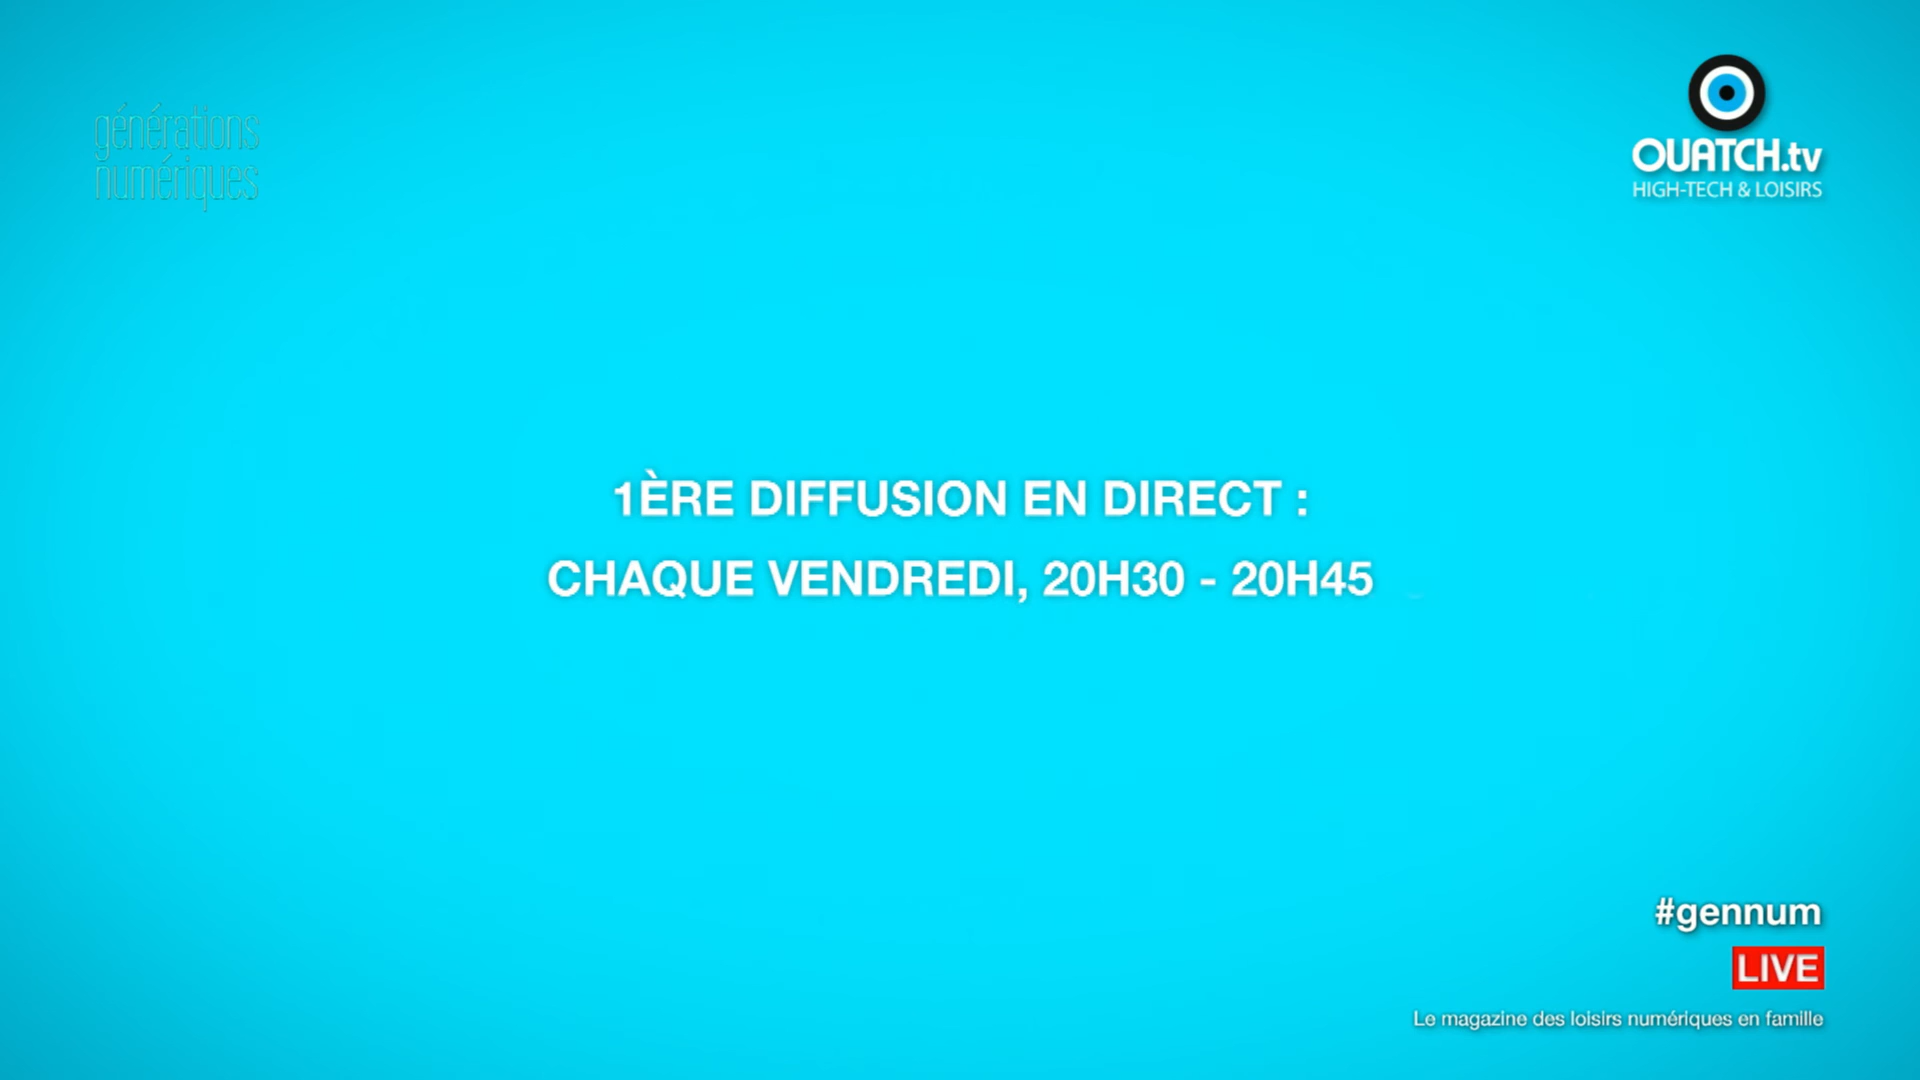 générations
numériques
OUATCH.tv
HIGH-TECH & LOISIRS
1ÈRE DIFFUSION EN DIRECT :
CHAQUE VENDREDI, 20H30 - 20H45
#gennum
LIVE
Le magazine des loisirs numériques en famille